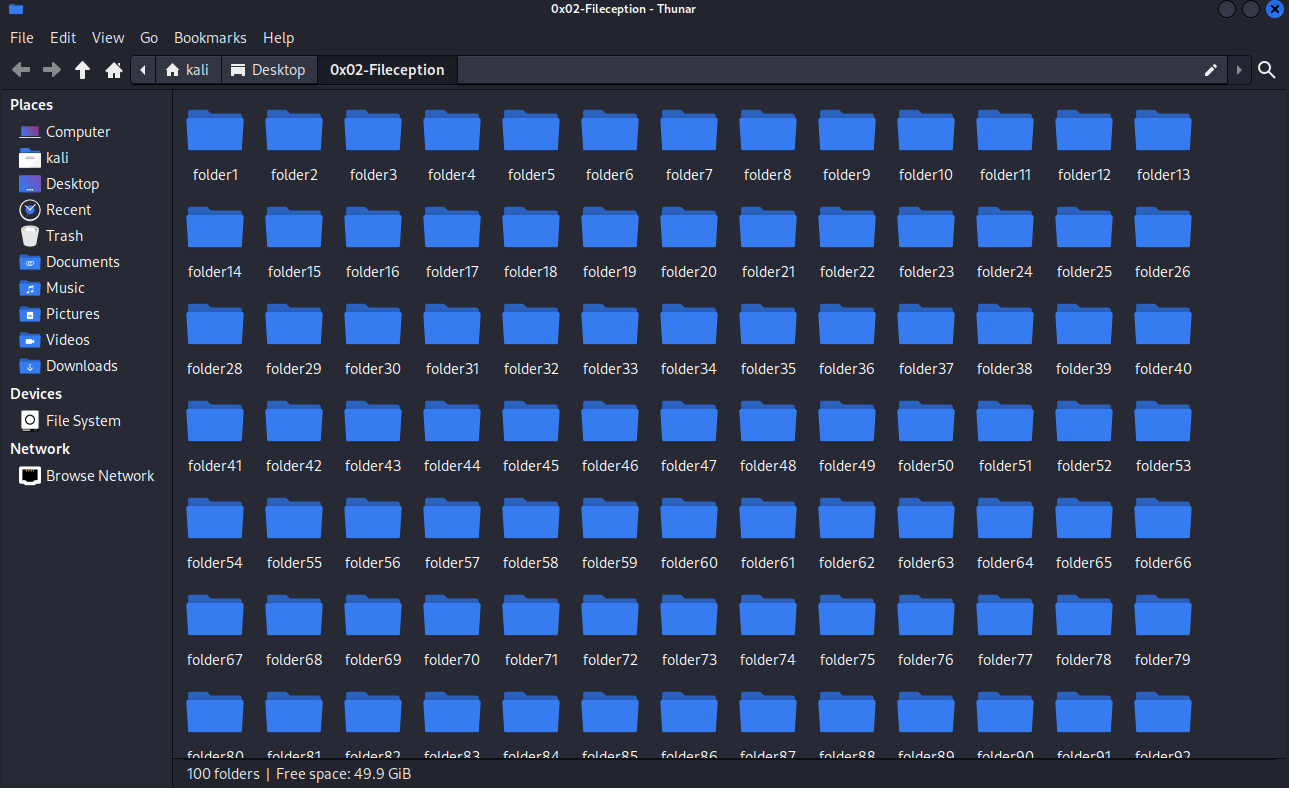 0x02-Fileception - Thunar
File Edit View Go Bookmarks Help
kali Desktop 0x02-Fileception
Places
Computer
kali
Desktop
Recent
Trash
Documents
Music
Pictures
Videos
Downloads
Devices
File System
Network
Browse Network
folder1 folder2 folder3 folder4 folder5 folder6 folder7 folder8 folder9 folder10 folder11 folder12 folder13
folder14 folder15 folder16 folder17 folder18 folder19 folder20 folder21 folder22 folder23 folder24 folder25 folder26
folder28 folder29 folder30 folder31 folder32 folder33 folder34 folder35 folder36 folder37 folder38 folder39 folder40
folder41 folder42 folder43 folder44 folder45 folder46 folder47 folder48 folder49 folder50 folder51 folder52 folder53
folder54 folder55 folder56 folder57 folder58 folder59 folder60 folder61 folder62 folder63 folder64 folder65 folder66
folder67 folder68 folder69 folder70 folder71 folder72 folder73 folder74 folder75 folder76 folder77 folder78 folder79
folder80 folder81 folder82 folder83 folder84 folder85 folder86 folder87 folder88 folder89 folder90 folder91 folder92
100 folders | Free space: 49.9 GiB